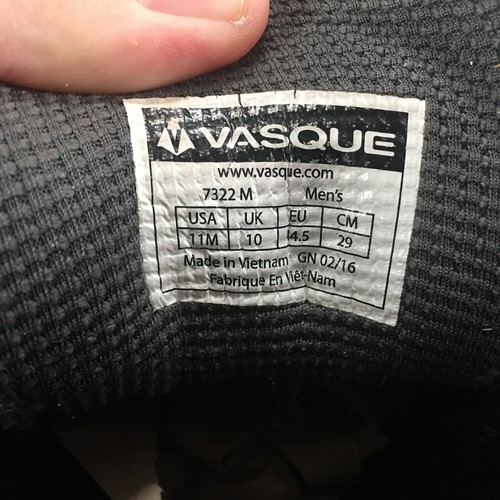 VASQUE
www.vasque.com
7322 M Men's
USA UK EU CM
11M 10 44.5 29
Made in Vietnam GN 02/16
Fabrique En Viêt-Nam